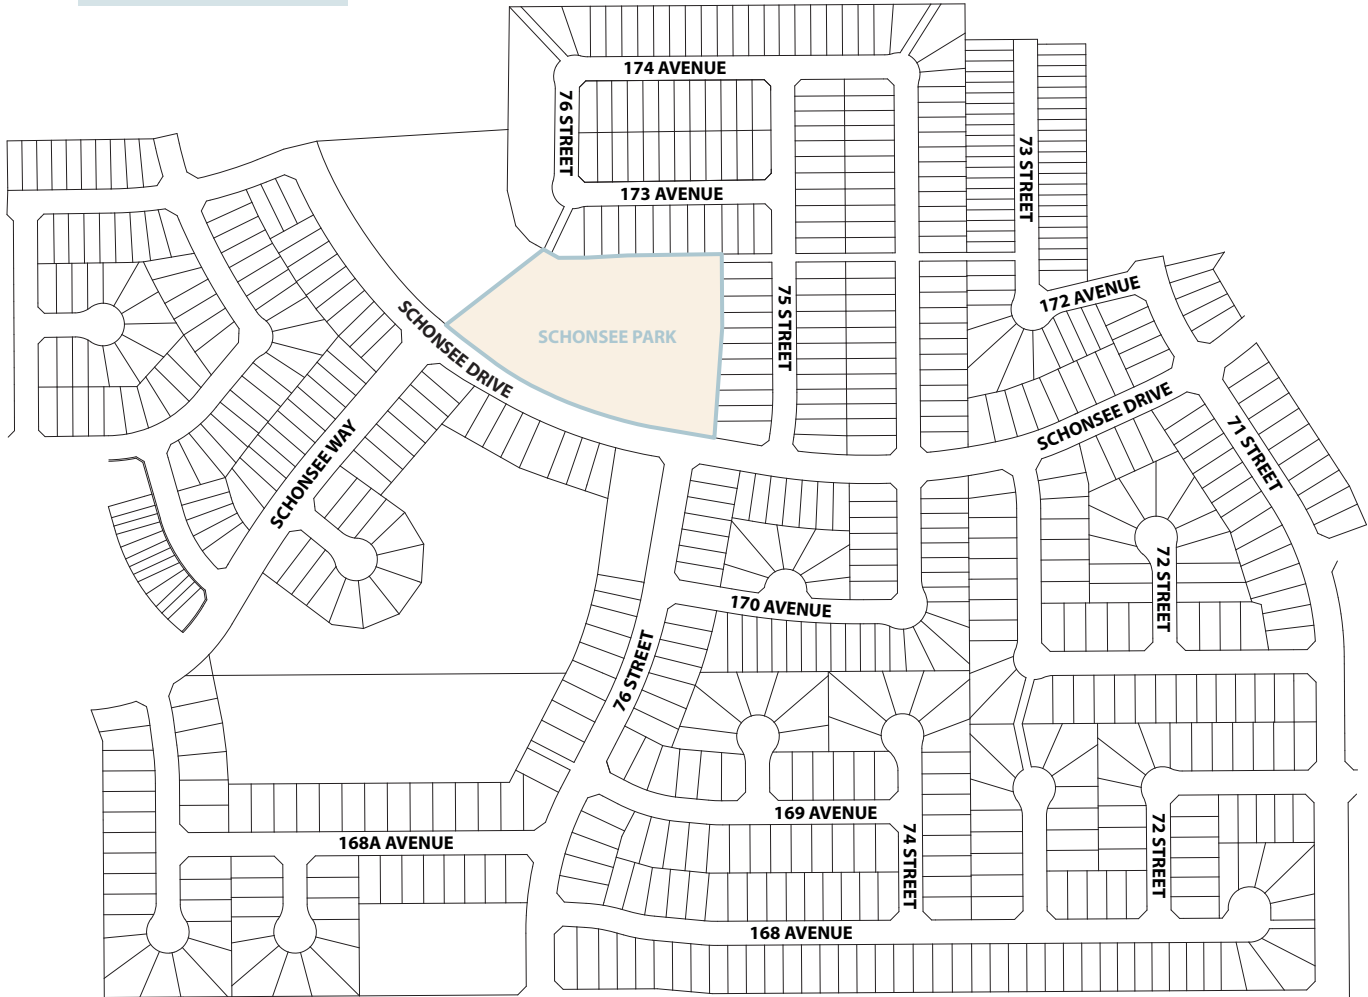 174 AVENUE
76 STREET
73 STREET
173 AVENUE
172 AVENUE
75 STREET
SCHONSEE PARK
SCHONSEE DRIVE
SCHONSEE DRIVE
71 STREET
SCHONSEE WAY
72 STREET
170 AVENUE
76 STREET
169 AVENUE
74 STREET
72 STREET
168A AVENUE
168 AVENUE